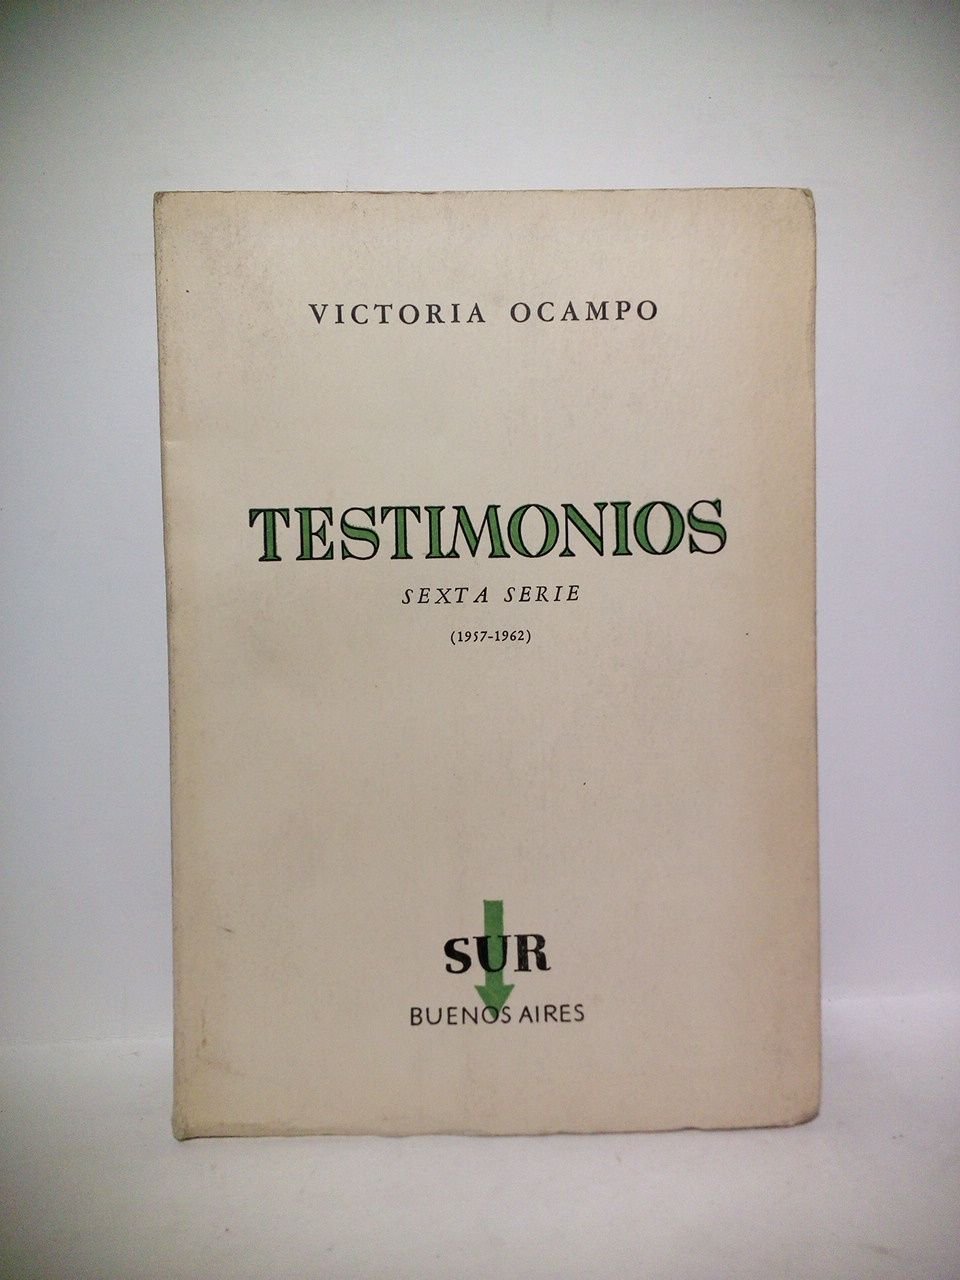 VICTORIA OCAMPO
TESTIMONIOS
SEXTA SERIE
(1957-1962)
SUR
BUENOS AIRES